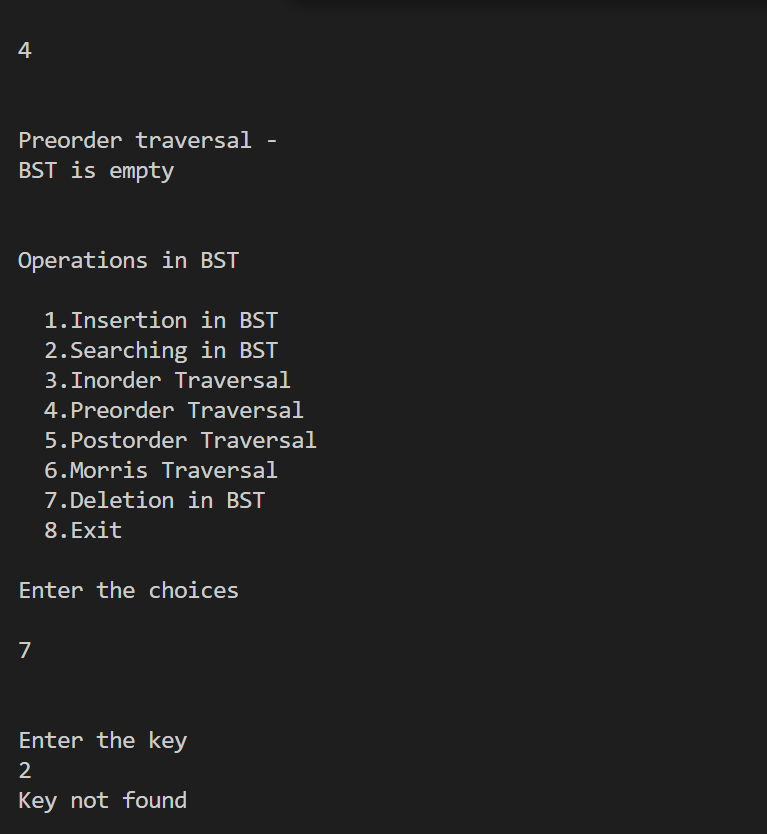 4
Preorder traversal -
BST is empty
Operations in BST
1.Insertion in BST
2.Searching in BST
3.Inorder Traversal
4.Preorder Traversal
5.Postorder Traversal
6.Morris Traversal
7.Deletion in BST
8.Exit
Enter the choices
7
Enter the key
2
Key not found